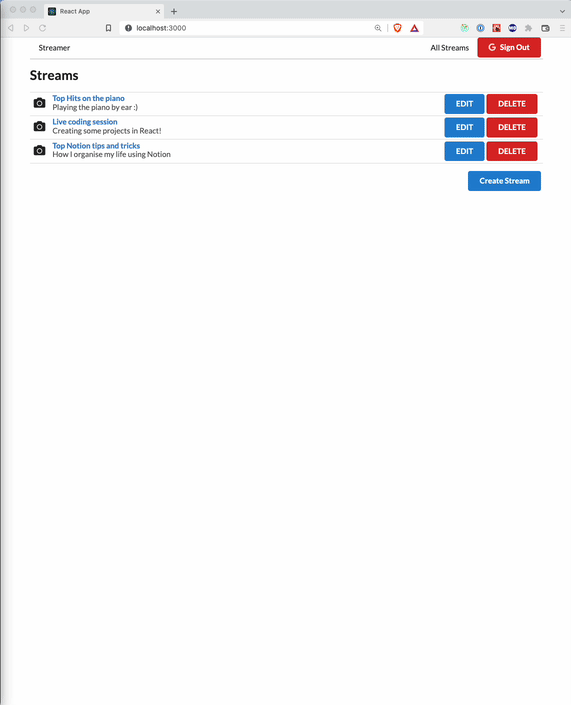 React App
localhost:3000
Streamer
All Streams
Sign Out
Streams
Top Hits on the piano
Playing the piano by ear :)
EDIT
DELETE
Live coding session
Creating some projects in React!
EDIT
DELETE
Top Notion tips and tricks
How I organise my life using Notion
EDIT
DELETE
Create Stream